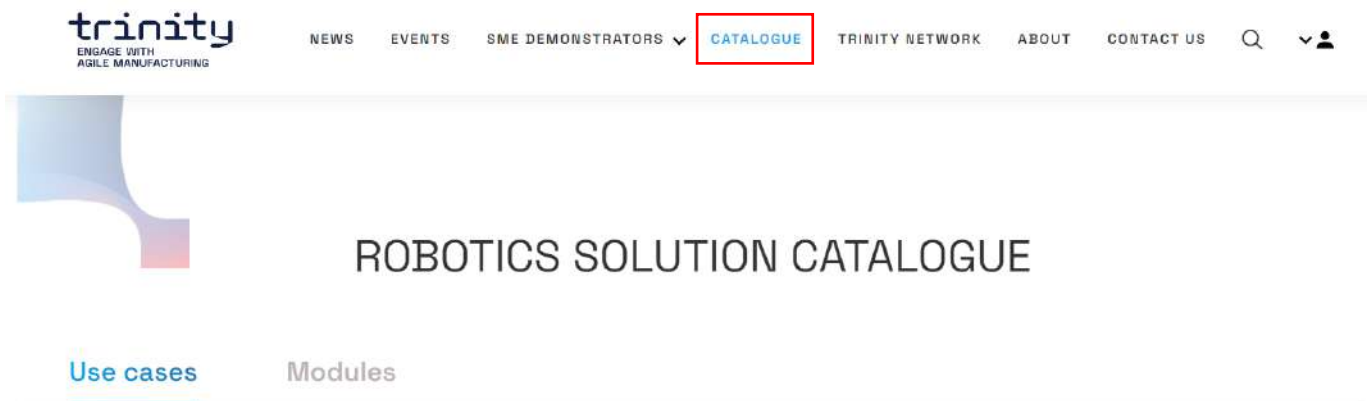 trinity
ENGAGE WITH
AGILE MANUFACTURING
NEWS EVENTS SME DEMONSTRATORS CATALOGUE TRINITY NETWORK ABOUT CONTACT US
ROBOTICS SOLUTION CATALOGUE
Use cases Modules